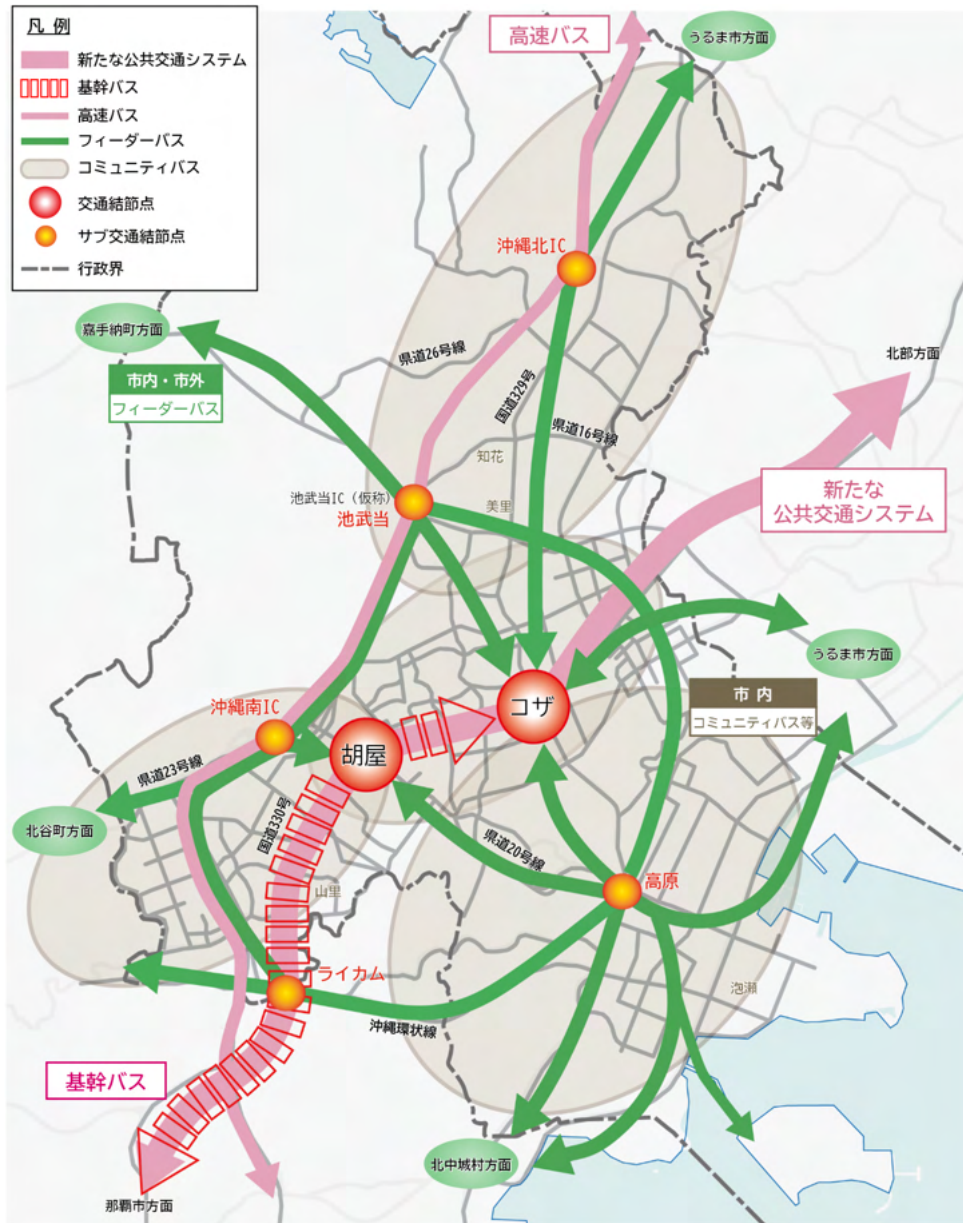 凡 例
新たな公共交通システム
基幹バス
高速バス
フィーダーバス
コミュニティバス
交通結節点
サブ交通結節点
行政界
高速バス
うるま市方面
沖縄北IC
嘉手納町方面
県道26号線
北部方面
市内・市外
フィーダーバス
国道329号
県道16号線
知花
池武当IC(仮称)
池武当
美里
新たな
公共交通システム
うるま市方面
市 内
コミュニティバス等
沖縄南IC
コザ
胡屋
県道23号線
北谷町方面
国道330号
県道20号線
山里
高原
ライカム
泡瀬
沖縄環状線
基幹バス
北中城村方面
那覇市方面